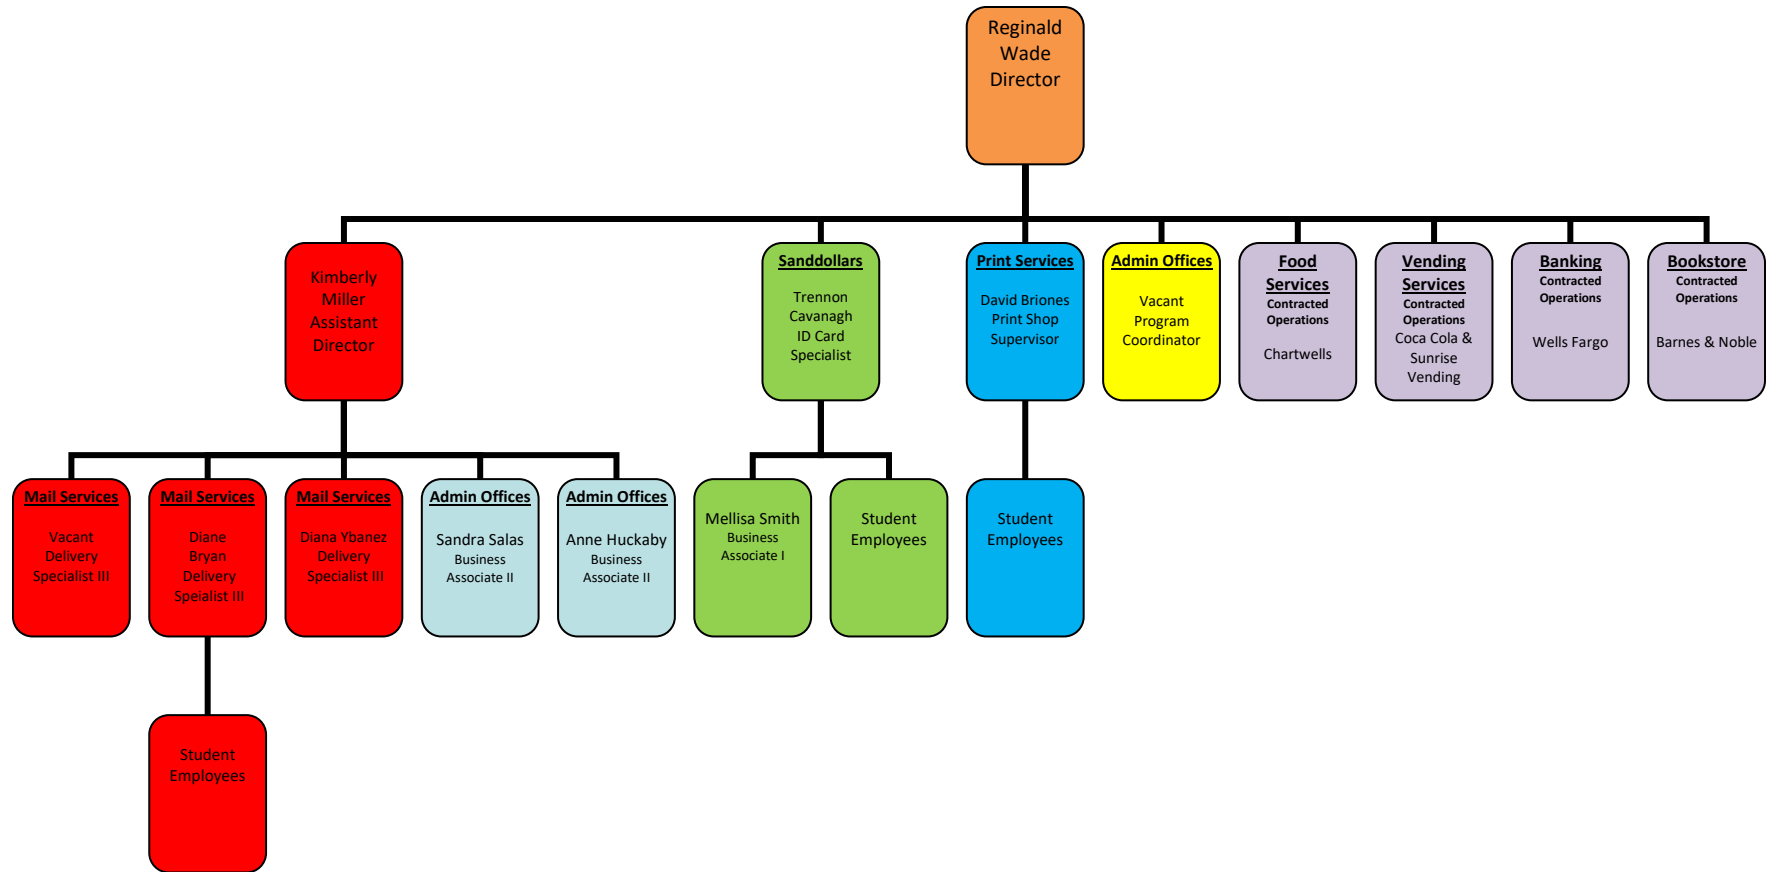 Reginald
Wade
Director
Kimberly
Miller
Assistant
Director
Sanddollars
Trennon
Cavanagh
ID Card
Specialist
Print Services
David Briones
Print Shop
Supervisor
Admin Offices
Vacant
Program
Coordinator
Food
Services
Contracted
Operations
Chartwells
Vending
Services
Contracted
Operations
Coca Cola &
Sunrise
Vending
Banking
Contracted
Operations
Wells Fargo
Bookstore
Contracted
Operations
Barnes & Noble
Mail Services
Vacant
Delivery
Specialist III
Mail Services
Diane
Bryan
Delivery
Speialist III
Mail Services
Diana Ybanez
Delivery
Specialist III
Admin Offices
Sandra Salas
Business
Associate II
Admin Offices
Anne Huckaby
Business
Associate II
Mellisa Smith
Business
Associate I
Student
Employees
Student
Employees
Student
Employees